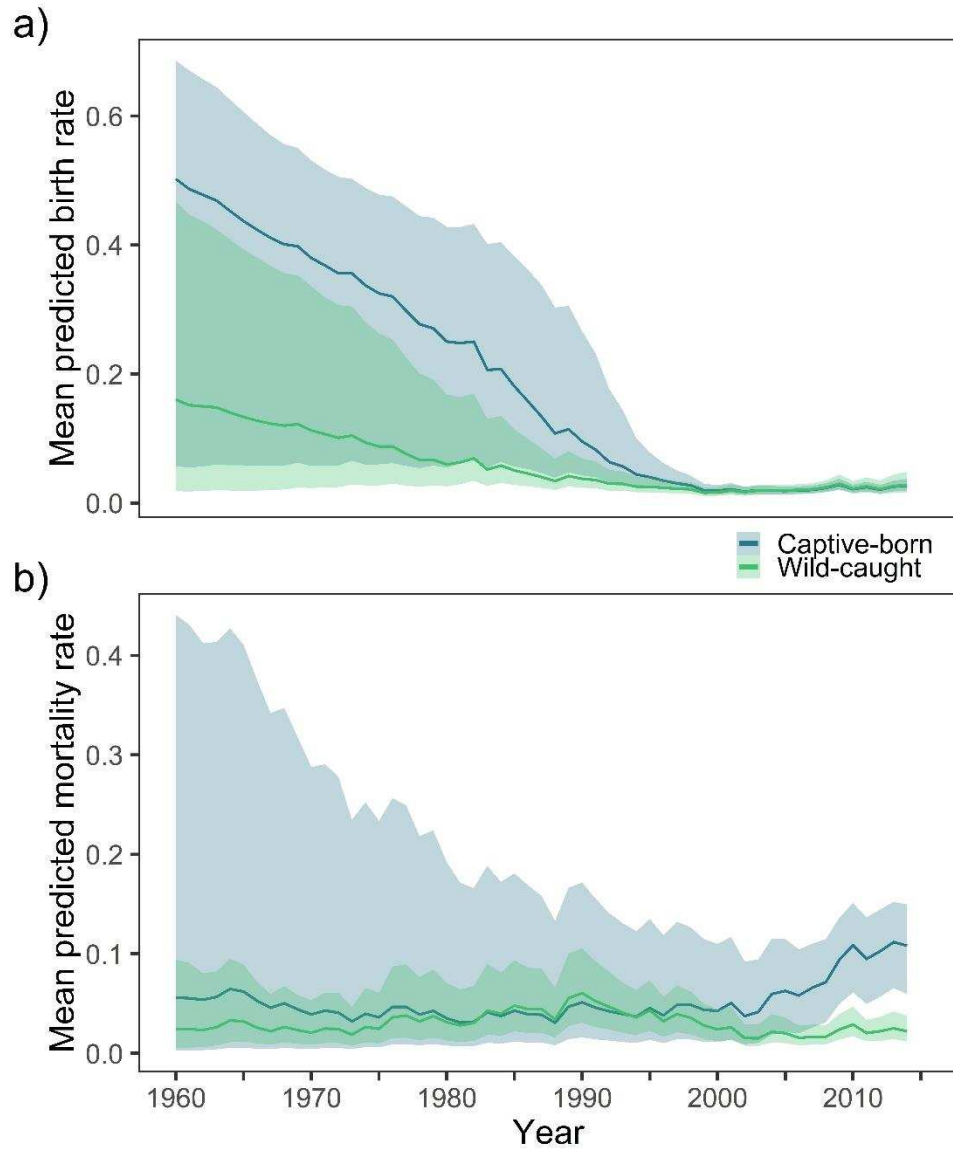 a)
Mean predicted birth rate
0.6
0.4
0.2
0.0
Captive-born
Wild-caught
b)
Mean predicted mortality rate
0.4
0.3
0.2
0.1
0.0
1960 1970 1980 1990 2000 2010
Year